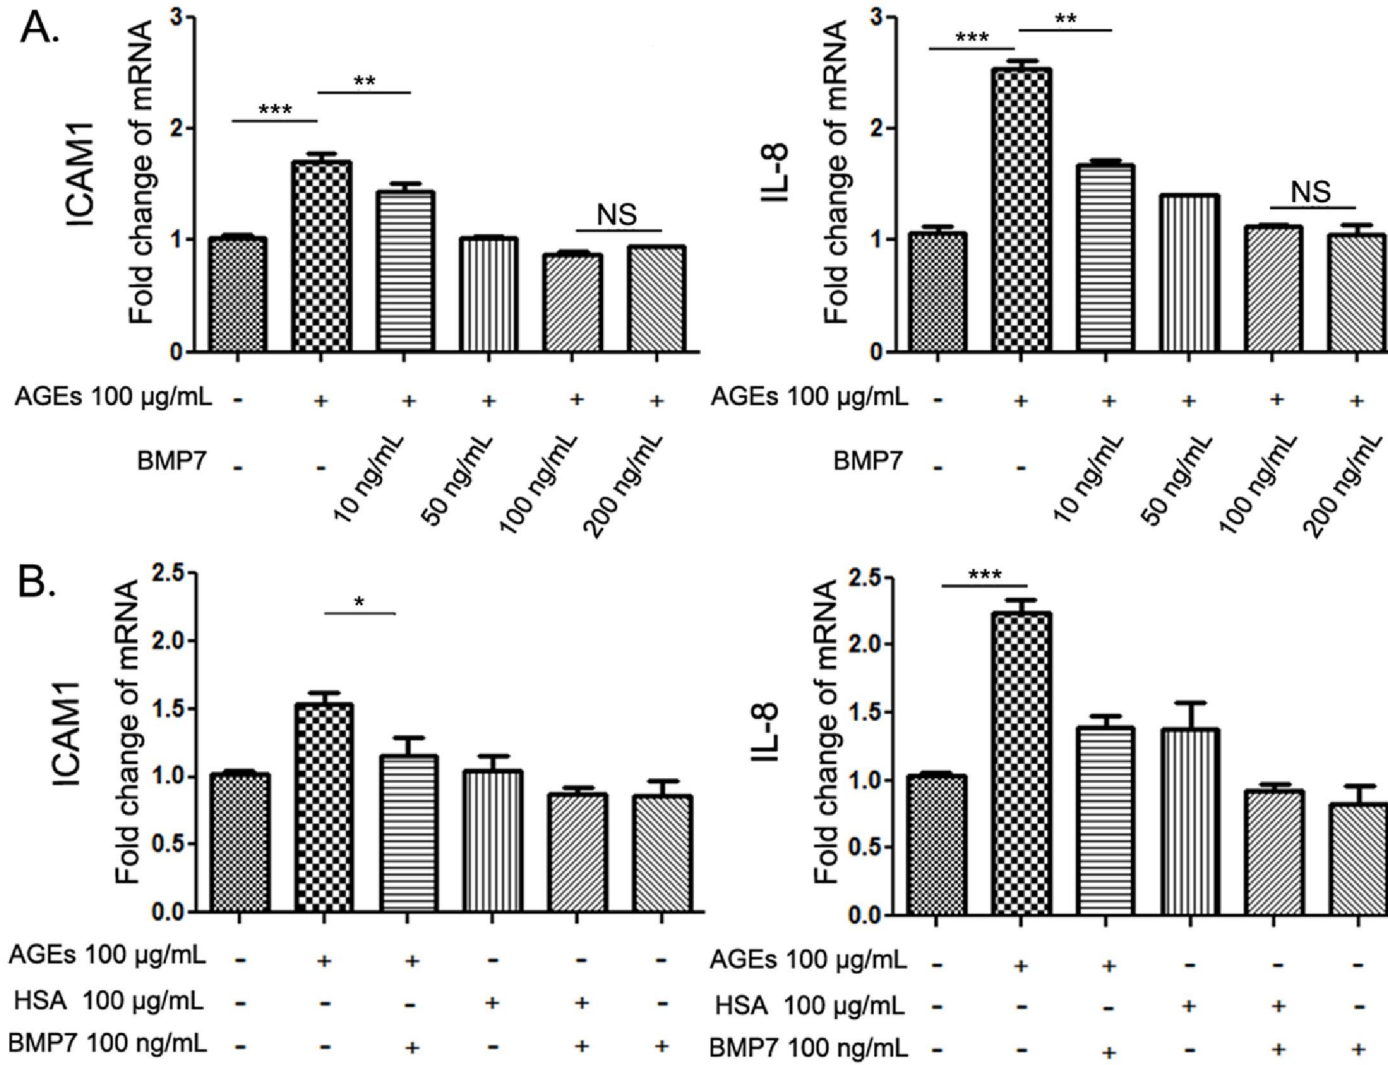 A.
ICAM1
Fold change of mRNA
3
2
1
0
***
**
NS
AGEs 100 µg/mL - + + + + +
BMP7 - - 10 ng/mL 50 ng/mL 100 ng/mL 200 ng/mL
IL-8
Fold change of mRNA
3
2
1
0
***
**
NS
AGEs 100 µg/mL - + + + + +
BMP7 - - 10 ng/mL 50 ng/mL 100 ng/mL 200 ng/mL
B.
ICAM1
Fold change of mRNA
2.5
2.0
1.5
1.0
0.5
0.0
*
AGEs 100 µg/mL - + + - - -
HSA 100 µg/mL - - - + + -
BMP7 100 ng/mL - - + - + +
IL-8
Fold change of mRNA
2.5
2.0
1.5
1.0
0.5
0.0
***
AGEs 100 µg/mL - + + - - -
HSA 100 µg/mL - - - + + -
BMP7 100 ng/mL - - + - + +